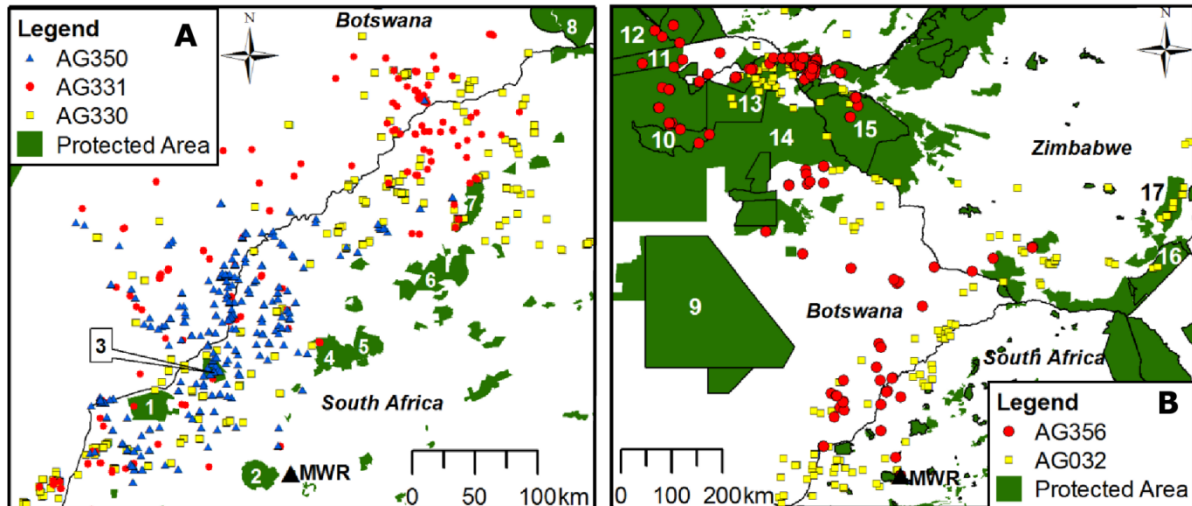 Legend A
AG350
AG331
AG330
Protected Area
N
Botswana
8
7
6
3
5
4
1
South Africa
2
MWR
0 50 100km
N
12
11
13
10
14
15
Zimbabwe
17
16
9
Botswana
South Africa
Legend B
AG356
AG032
Protected Area
MWR
0 100 200km